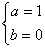 a = 1
b = 0